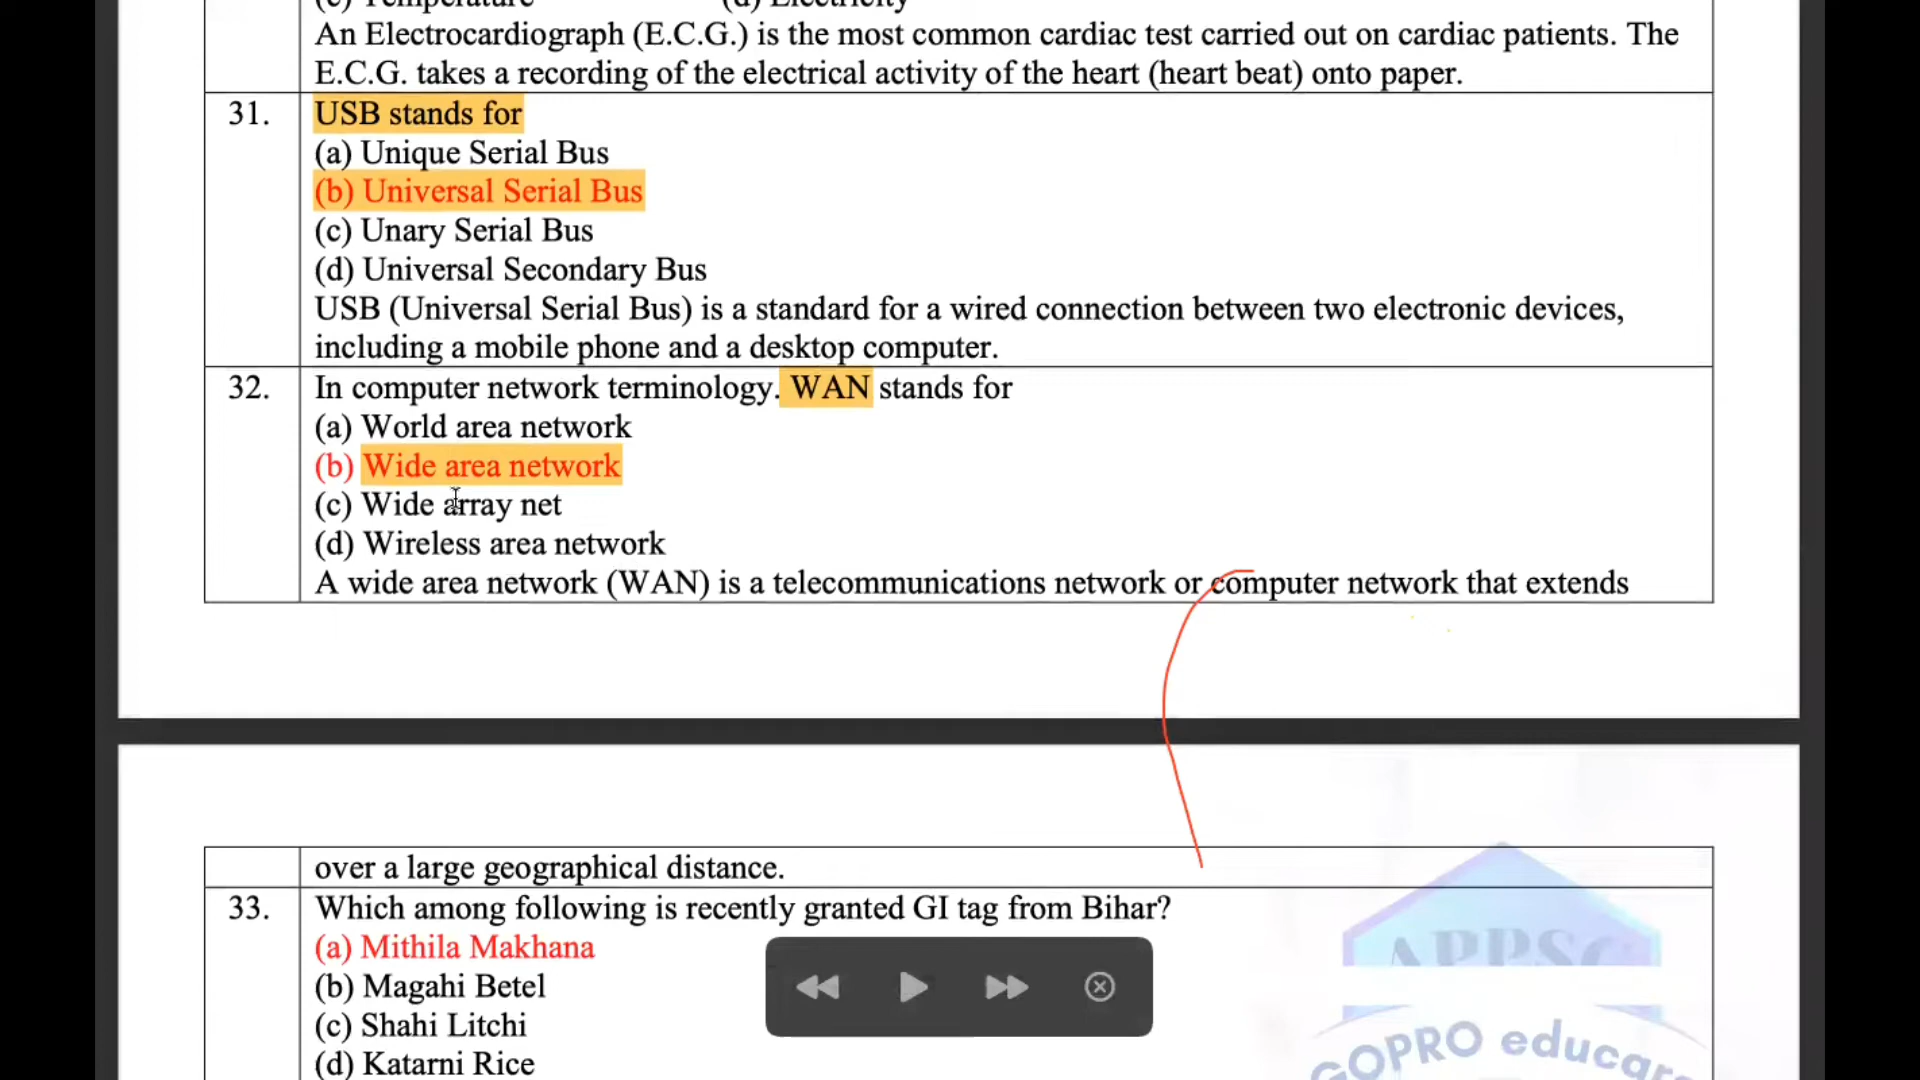 (c) Temperature (d) Electricity
An Electrocardiograph (E.C.G.) is the most common cardiac test carried out on cardiac patients. The
E.C.G. takes a recording of the electrical activity of the heart (heart beat) onto paper.
31. USB stands for
(a) Unique Serial Bus
(b) Universal Serial Bus
(c) Unary Serial Bus
(d) Universal Secondary Bus
USB (Universal Serial Bus) is a standard for a wired connection between two electronic devices,
including a mobile phone and a desktop computer.
32. In computer network terminology. WAN stands for
(a) World area network
(b) Wide area network
(c) Wide array net
(d) Wireless area network
A wide area network (WAN) is a telecommunications network or computer network that extends
over a large geographical distance.
33. Which among following is recently granted GI tag from Bihar?
(a) Mithila Makhana
(b) Magahi Betel
(c) Shahi Litchi
(d) Katarni Rice
APPSC
GOPRO educare